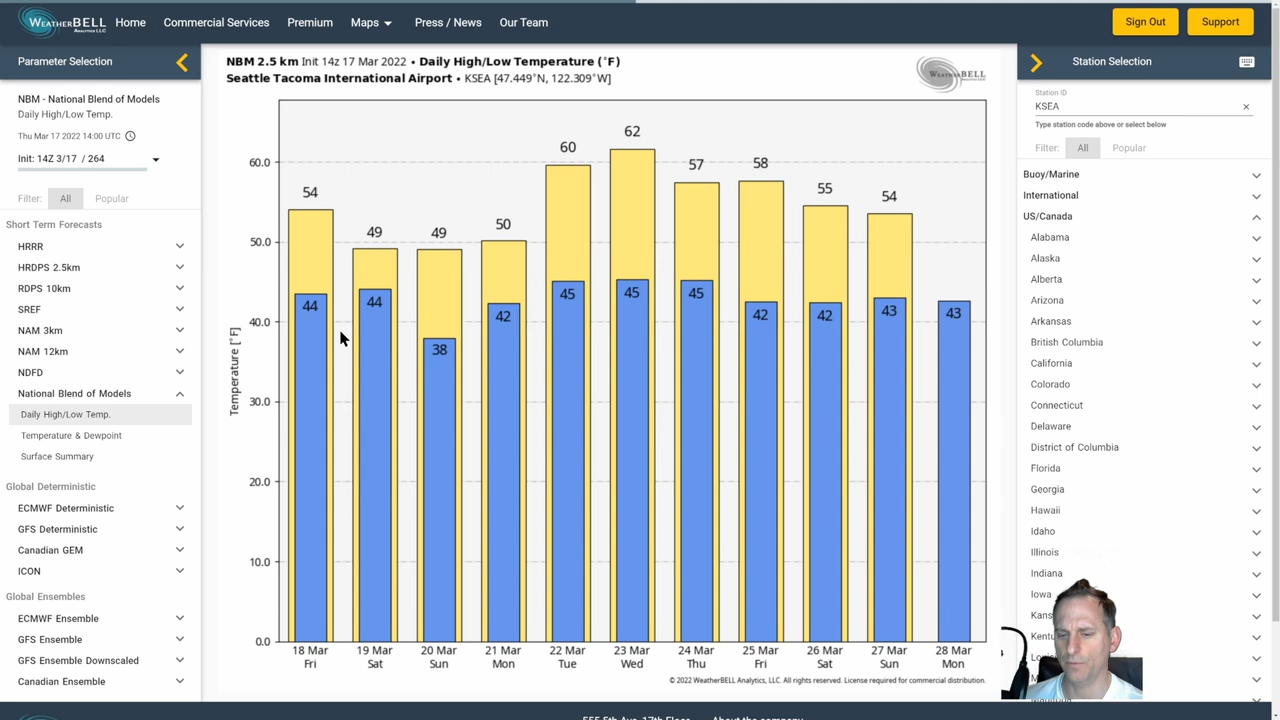 WEATHERBELL
ANALYTICS LLC
Home
Commercial Services
Premium
Maps
Press / News
Our Team
Sign Out
Support
Parameter Selection
NBM - National Blend of Models
Daily High/Low Temp.
Thu Mar 17 2022 14:00 UTC
Init: 14Z 3/17 / 264
Filter:
All
Popular
Short Term Forecasts
HRRR
HRDPS 2.5km
RDPS 10km
SREF
NAM 3km
NAM 12km
NDFD
National Blend of Models
Daily High/Low Temp.
Temperature & Dewpoint
Surface Summary
Global Deterministic
ECMWF Deterministic
GFS Deterministic
Canadian GEM
ICON
Global Ensembles
ECMWF Ensemble
GFS Ensemble
GFS Ensemble Downscaled
Canadian Ensemble
NBM 2.5 km Init 14z 17 Mar 2022 • Daily High/Low Temperature (°F)
Seattle Tacoma International Airport • KSEA [47.449°N, 122.309°W]
WEATHERBELL
Temperature [°F]
60.0
50.0
40.0
30.0
20.0
10.0
0.0
54
49
49
50
60
62
57
58
55
54
44
44
38
42
45
45
45
42
42
43
43
18 Mar
Fri
19 Mar
Sat
20 Mar
Sun
21 Mar
Mon
22 Mar
Tue
23 Mar
Wed
24 Mar
Thu
25 Mar
Fri
26 Mar
Sat
27 Mar
Sun
28 Mar
Mon
© 2022 WeatherBELL Analytics, LLC. All rights reserved. License required for commercial distribution.
Station Selection
Station ID
KSEA
Type station code above or select below
Filter:
All
Popular
Buoy/Marine
International
US/Canada
Alabama
Alaska
Alberta
Arizona
Arkansas
British Columbia
California
Colorado
Connecticut
Delaware
District of Columbia
Florida
Georgia
Hawaii
Idaho
Illinois
Indiana
Iowa
555 5th Ave, 17th Floor
About the company